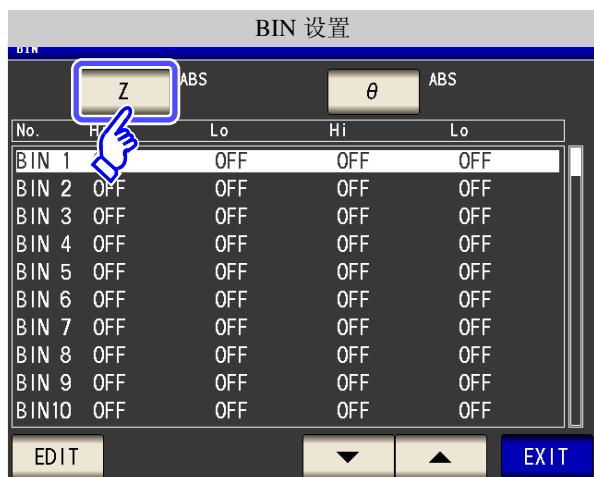 BIN 设置
BIN
Z ABS θ ABS
No. Lo Hi Lo
BIN 1 OFF OFF OFF
BIN 2 OFF OFF OFF OFF
BIN 3 OFF OFF OFF OFF
BIN 4 OFF OFF OFF OFF
BIN 5 OFF OFF OFF OFF
BIN 6 OFF OFF OFF OFF
BIN 7 OFF OFF OFF OFF
BIN 8 OFF OFF OFF OFF
BIN 9 OFF OFF OFF OFF
BIN10 OFF OFF OFF OFF
EDIT ▼ ▲ EXIT